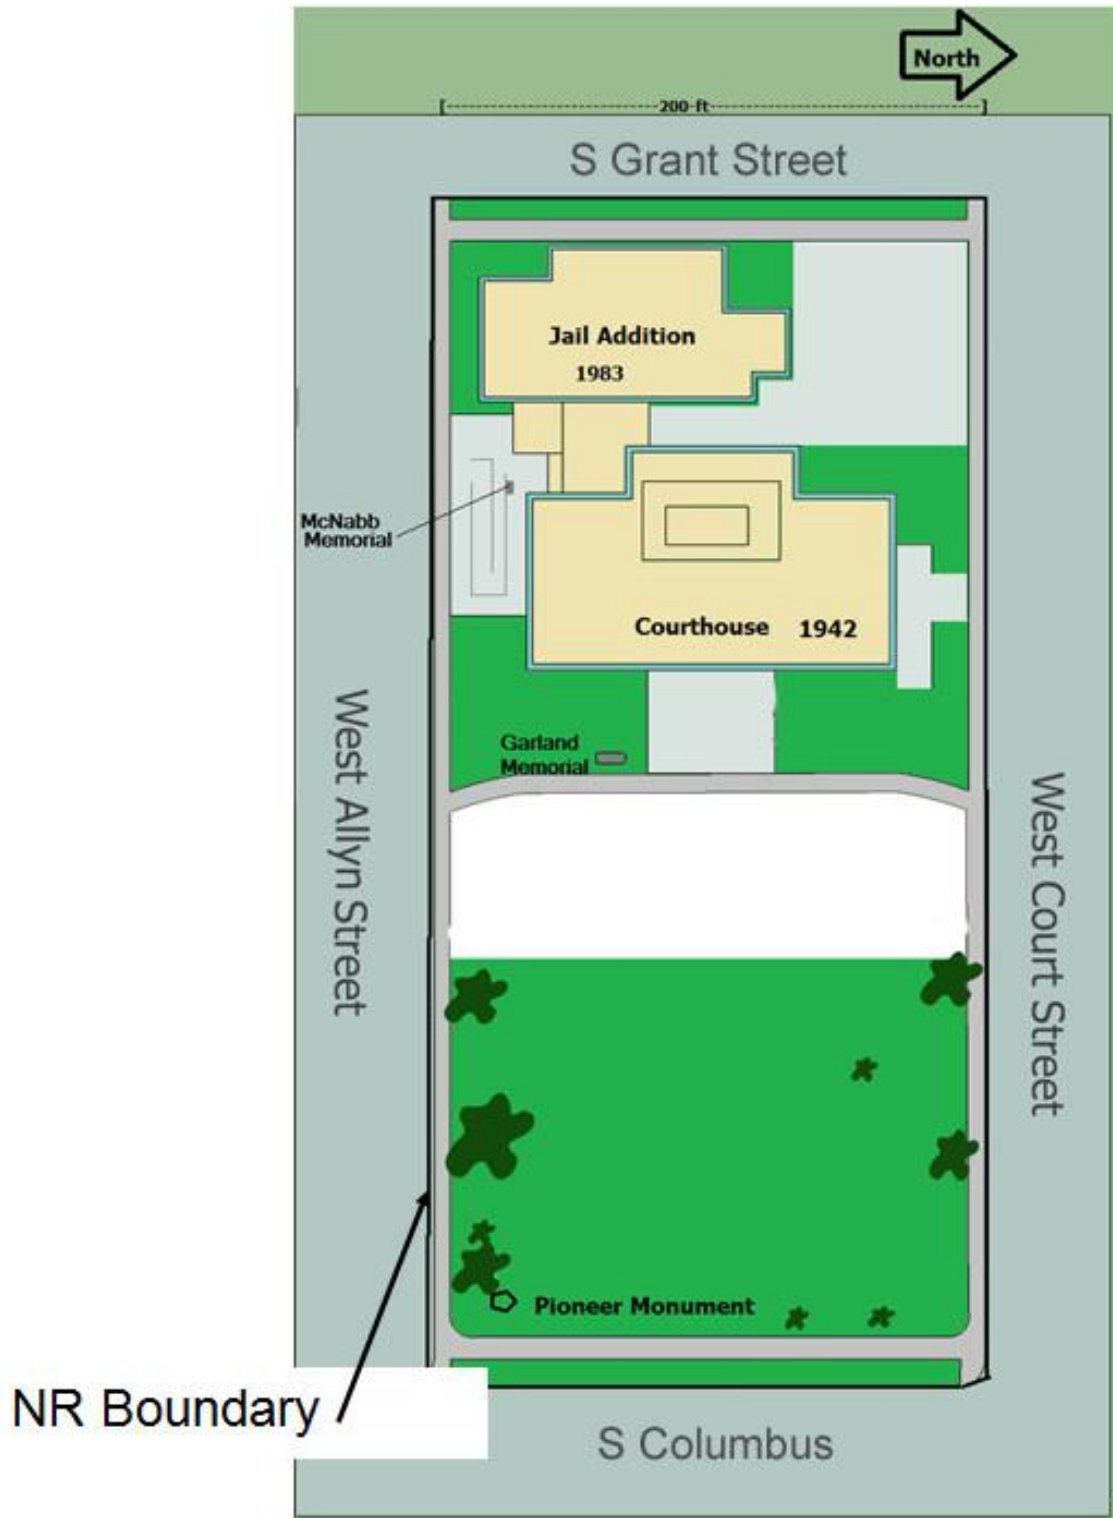 North
200 ft
S Grant Street
Jail Addition
1983
McNabb
Memorial
Courthouse 1942
Garland
Memorial
West Allyn Street
West Court Street
Pioneer Monument
NR Boundary
S Columbus